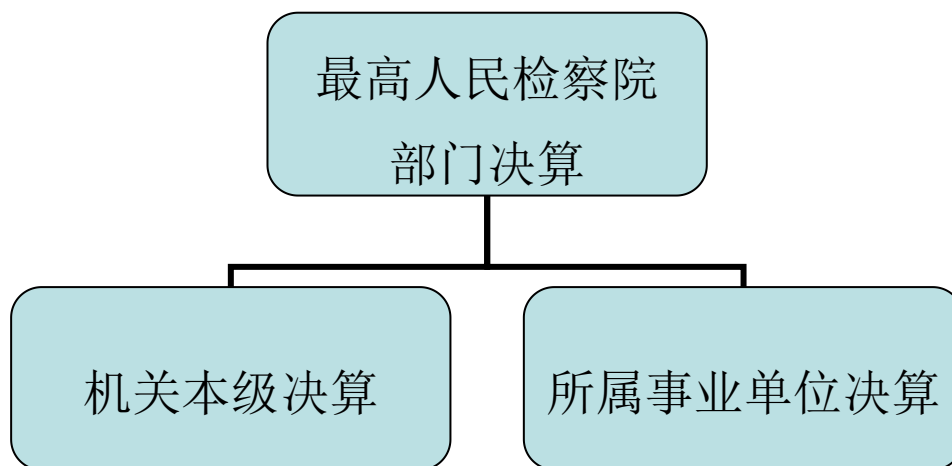 最高人民检察院
部门决算
机关本级决算
所属事业单位决算